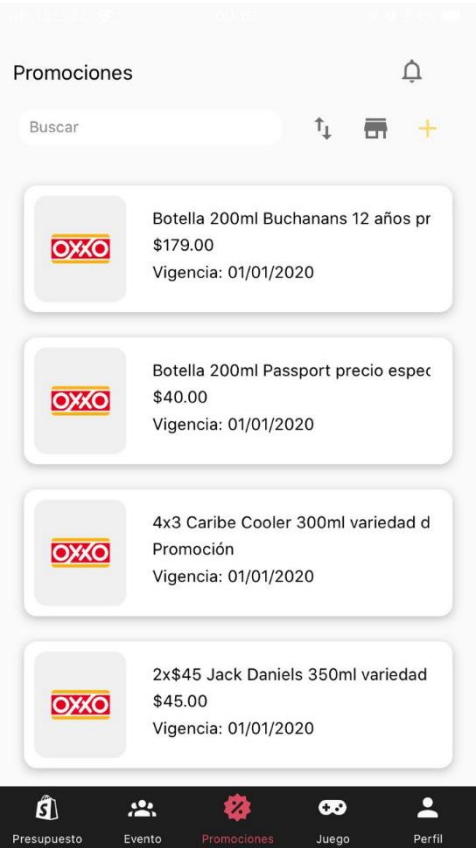 Promociones
Buscar
OXXO
Botella 200ml Buchanans 12 años pr
$179.00
Vigencia: 01/01/2020
OXXO
Botella 200ml Passport precio espec
$40.00
Vigencia: 01/01/2020
OXXO
4x3 Caribe Cooler 300ml variedad d
Promoción
Vigencia: 01/01/2020
OXXO
2x$45 Jack Daniels 350ml variedad
$45.00
Vigencia: 01/01/2020
Presupuesto Evento Promociones Juego Perfil